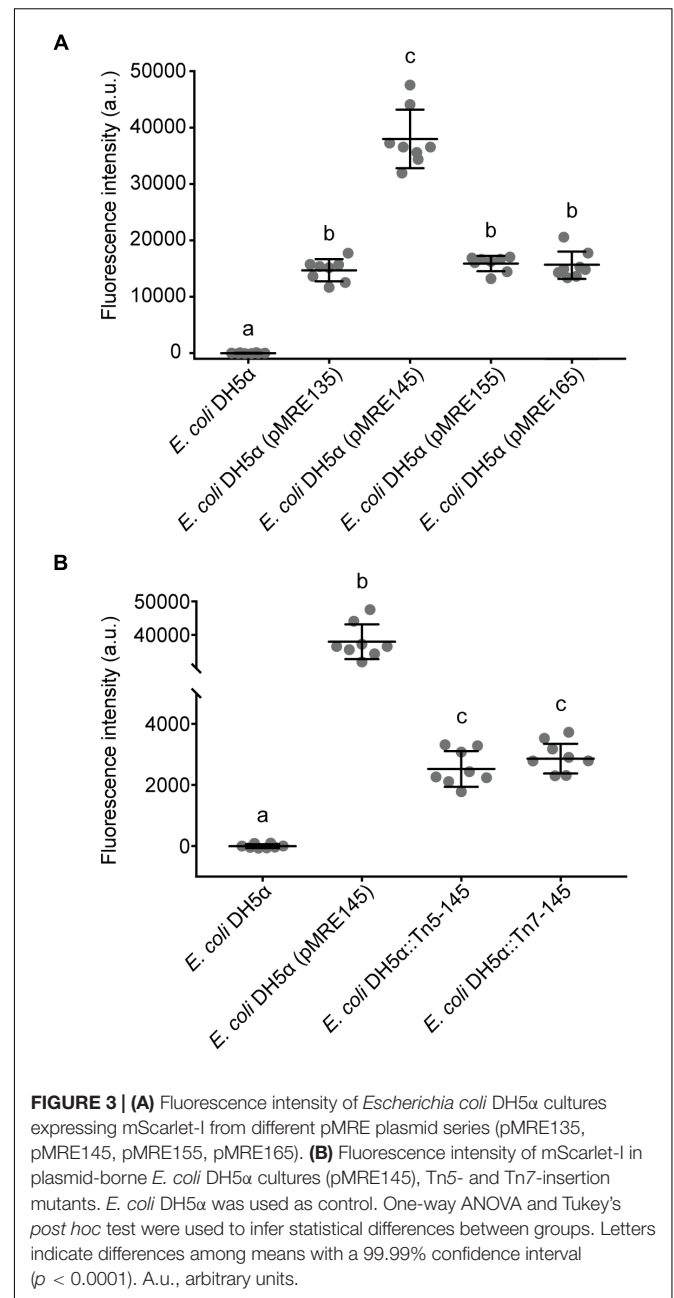 A
Fluorescence intensity (a.u.)
50000
40000
30000
20000
10000
0
a
b
c
b
b
E. coli DH5α
E. coli DH5α (pMRE135)
E. coli DH5α (pMRE145)
E. coli DH5α (pMRE155)
E. coli DH5α (pMRE165)
B
Fluorescence intensity (a.u.)
50000
40000
4000
2000
0
a
b
c
c
E. coli DH5α
E. coli DH5α (pMRE145)
E. coli DH5α::Tn5-145
E. coli DH5α::Tn7-145
FIGURE 3 | (A) Fluorescence intensity of Escherichia coli DH5α cultures
expressing mScarlet-I from different pMRE plasmid series (pMRE135,
pMRE145, pMRE155, pMRE165). (B) Fluorescence intensity of mScarlet-I in
plasmid-borne E. coli DH5α cultures (pMRE145), Tn5- and Tn7-insertion
mutants. E. coli DH5α was used as control. One-way ANOVA and Tukey's
post hoc test were used to infer statistical differences between groups. Letters
indicate differences among means with a 99.99% confidence interval
(p < 0.0001). A.u., arbitrary units.